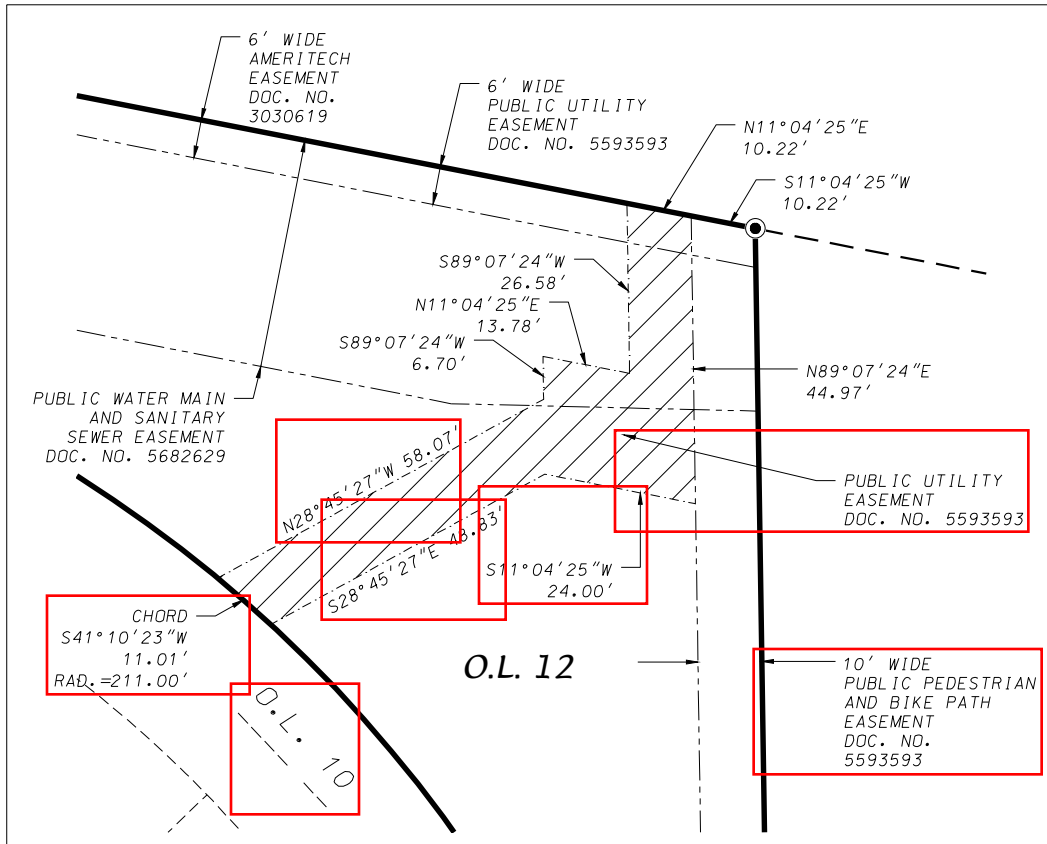 6' WIDE
AMERITECH
EASEMENT
DOC. NO.
3030619
6' WIDE
PUBLIC UTILITY
EASEMENT
DOC. NO. 5593593
N11°04'25"E
10.22'
S11°04'25"W
10.22'
S89°07'24"W
26.58'
N11°04'25"E
13.78'
S89°07'24"W
6.70'
N89°07'24"E
44.97'
PUBLIC WATER MAIN
AND SANITARY
SEWER EASEMENT
DOC. NO. 5682629
N28°45'27"W 58.07'
S28°45'27"E 48.83'
PUBLIC UTILITY
EASEMENT
DOC. NO. 5593593
S11°04'25"W
24.00'
CHORD
S41°10'23"W
11.01'
RAD.=211.00'
O.L. 12
O.L. 10
10' WIDE
PUBLIC PEDESTRIAN
AND BIKE PATH
EASEMENT
DOC. NO.
5593593